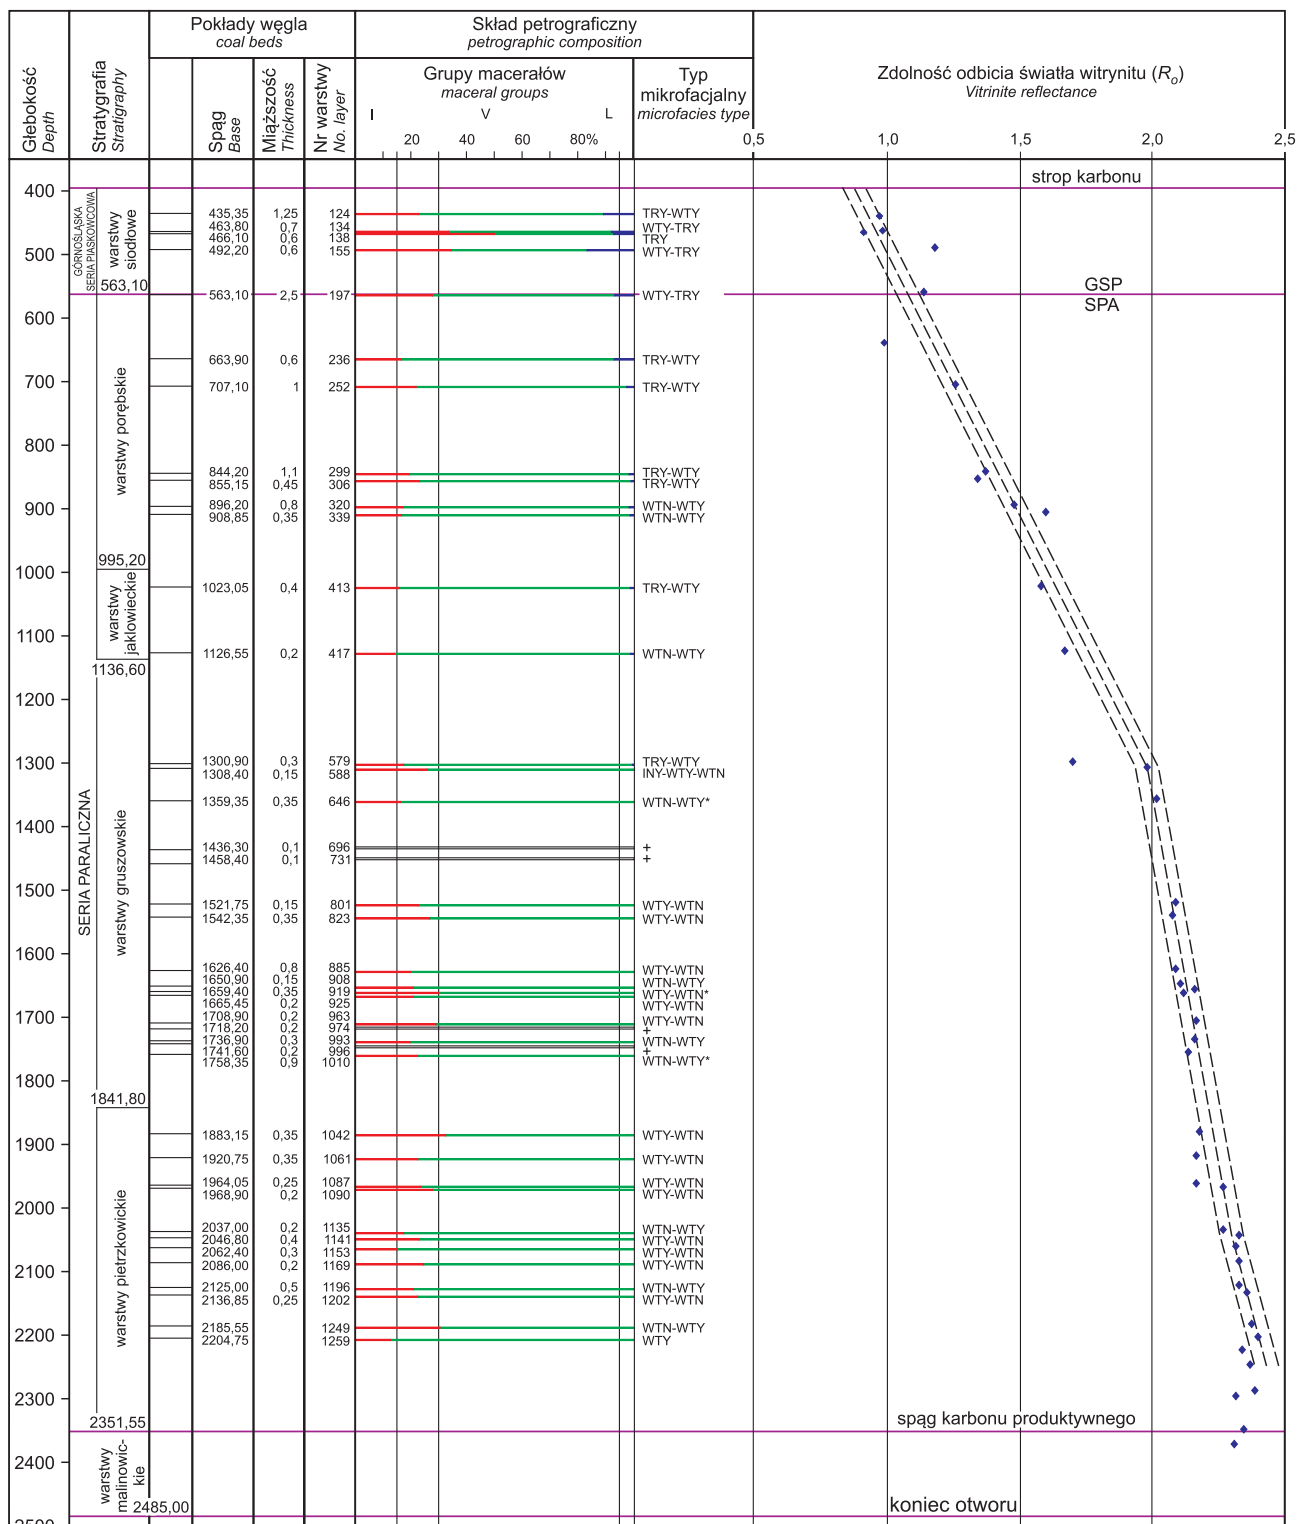 Pokłady węgla
coal beds
Skład petrograficzny
petrographic composition
Głebokość
Depth
Stratygrafia
Stratigraphy
Spąg
Base
Miąższość
Thickness
Nr warstwy
No. layer
Grupy macerałów
maceral groups
I V L
20 40 60 80%
Typ
mikrofacjalny
microfacies type
Zdolność odbicia światła witrynitu (Ro)
Vitrinite reflectance
0,5 1,0 1,5 2,0 2,5
400
500
600
700
800
900
1000
1100
1200
1300
1400
1500
1600
1700
1800
1900
2000
2100
2200
2300
2400
2500
GÓRNOŚLĄSKA
SERIA PIASKOWCOWA
warstwy
siodłowe
563,10
SERIA PARALICZNA
warstwy porębskie
995,20
warstwy
jaklowieckie
1136,60
warstwy gruszowskie
1841,80
warstwy pietrzkowickie
2351,55
warstwy
malinowic-
kie
2485,00
435,35 1,25 124 TRY-WTY
463,80 0,7 134 WTY-TRY
466,10 0,6 138 TRY
492,20 0,6 155 WTY-TRY
563,10 2,5 197 WTY-TRY
663,90 0,6 236 TRY-WTY
707,10 1 252 TRY-WTY
844,20 1,1 299 TRY-WTY
855,15 0,45 306 TRY-WTY
896,20 0,8 320 WTN-WTY
908,85 0,35 339 WTN-WTY
1023,05 0,4 413 TRY-WTY
1126,55 0,2 417 WTN-WTY
1300,90 0,3 579 TRY-WTY
1308,40 0,15 588 INY-WTY-WTN
1359,35 0,35 646 WTN-WTY*
1436,30 0,1 696 +
1458,40 0,1 731 +
1521,75 0,15 801 WTY-WTN
1542,35 0,35 823 WTY-WTN
1626,40 0,8 885 WTY-WTN
1650,90 0,15 908 WTN-WTY
1659,40 0,35 919 WTY-WTN*
1665,45 0,2 925 WTY-WTN
1708,90 0,2 963 WTY-WTN
1718,20 0,2 974 +
1736,90 0,3 993 WTN-WTY
1741,60 0,2 996 +
1758,35 0,9 1010 WTN-WTY*
1883,15 0,35 1042 WTY-WTN
1920,75 0,35 1061 WTY-WTN
1964,05 0,25 1087 WTY-WTN
1968,90 0,2 1090 WTY-WTN
2037,00 0,2 1135 WTN-WTY
2046,80 0,4 1141 WTY-WTN
2062,40 0,3 1153 WTY-WTN
2086,00 0,2 1169 WTY-WTN
2125,00 0,5 1196 WTN-WTY
2136,85 0,25 1202 WTY-WTN
2185,55 1249 WTN-WTY
2204,75 1259 WTY
strop karbonu
GSP
SPA
spąg karbonu produktywnego
koniec otworu